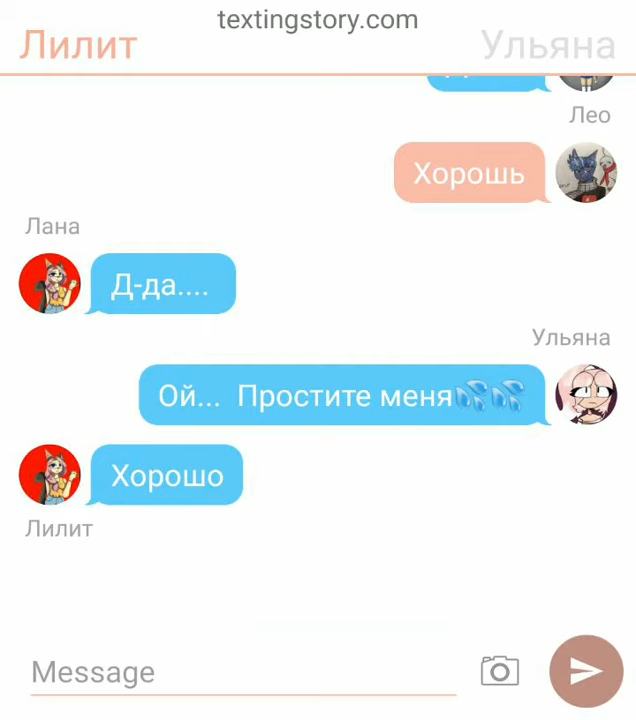 textingstory.com
Лилит
Ульяна
Лео
Хорошь
Лана
Д-да....
Ульяна
Ой... Простите меня💦💦
Хорошо
Лилит
Message